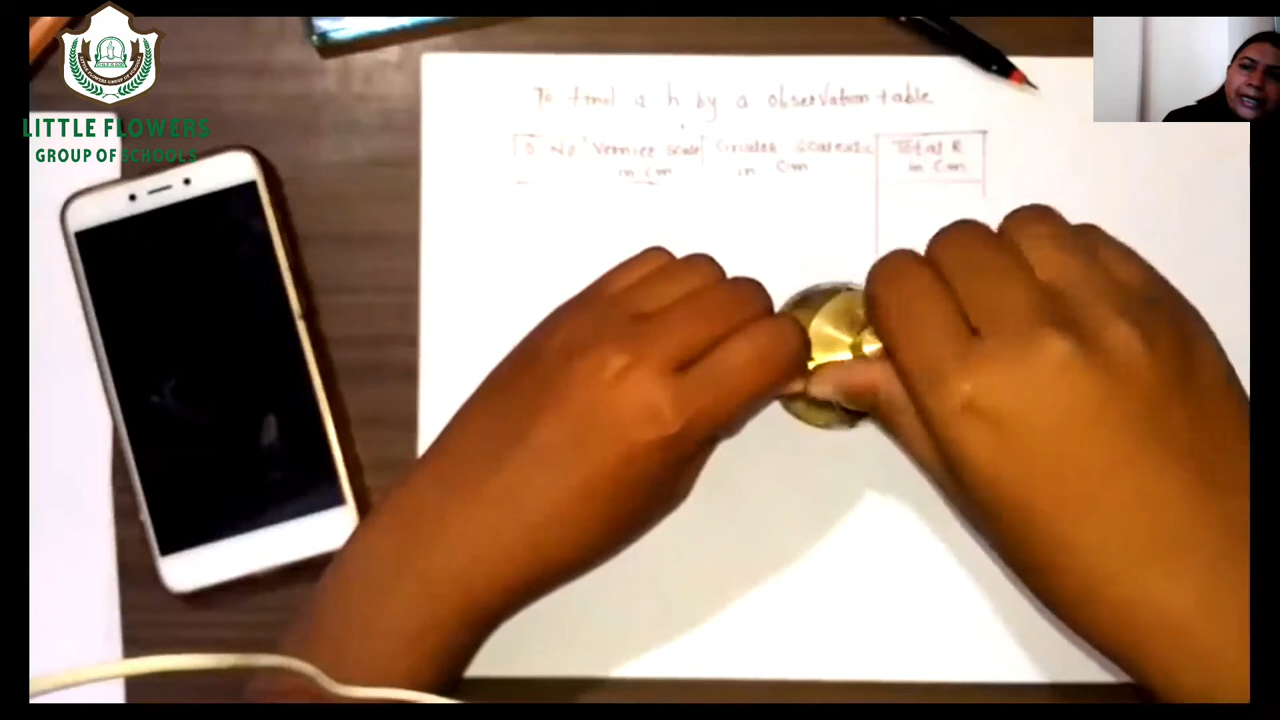 LITTLE FLOWERS
GROUP OF SCHOOLS
To find a h by a observation table
S. No Vernier scale Circular scale Total R
in Cm in Cm in Cm